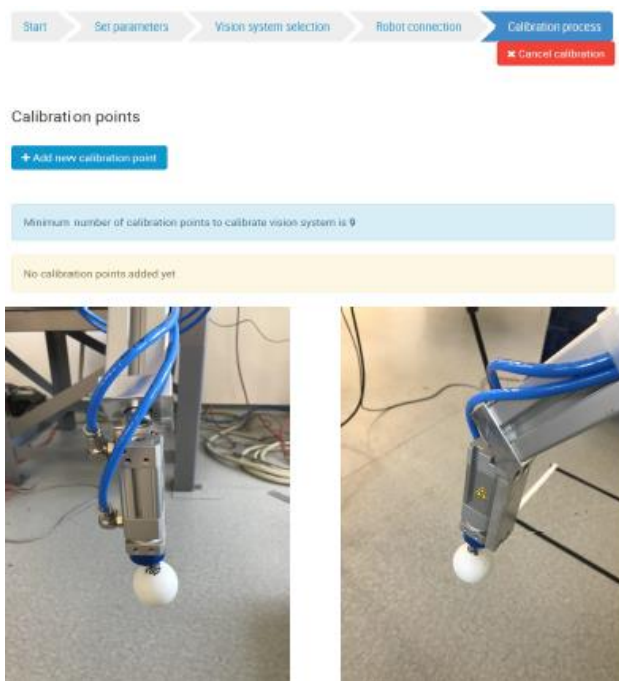 Start
Set parameters
Vision system selection
Robot connection
Calibration process
✖ Cancel calibration
Calibration points
+ Add new calibration point
Minimum number of calibration points to calibrate vision system is 9
No calibration points added yet